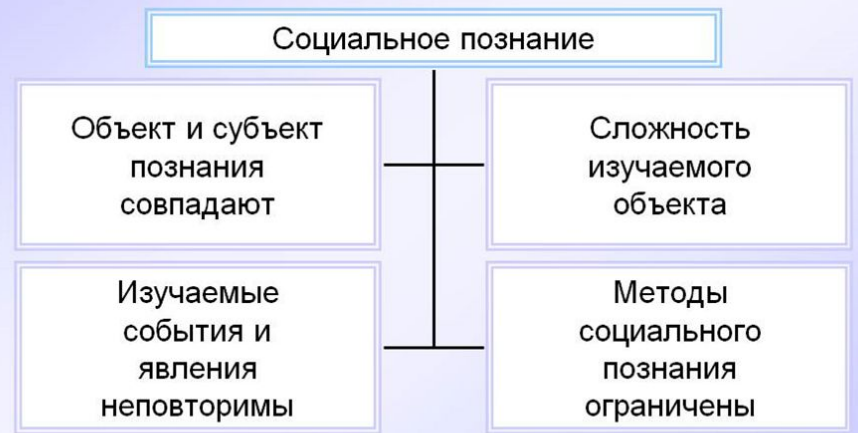 Социальное познание
Объект и субъект
познания
совпадают
Сложность
изучаемого
объекта
Изучаемые
события и
явления
неповторимы
Методы
социального
познания
ограничены